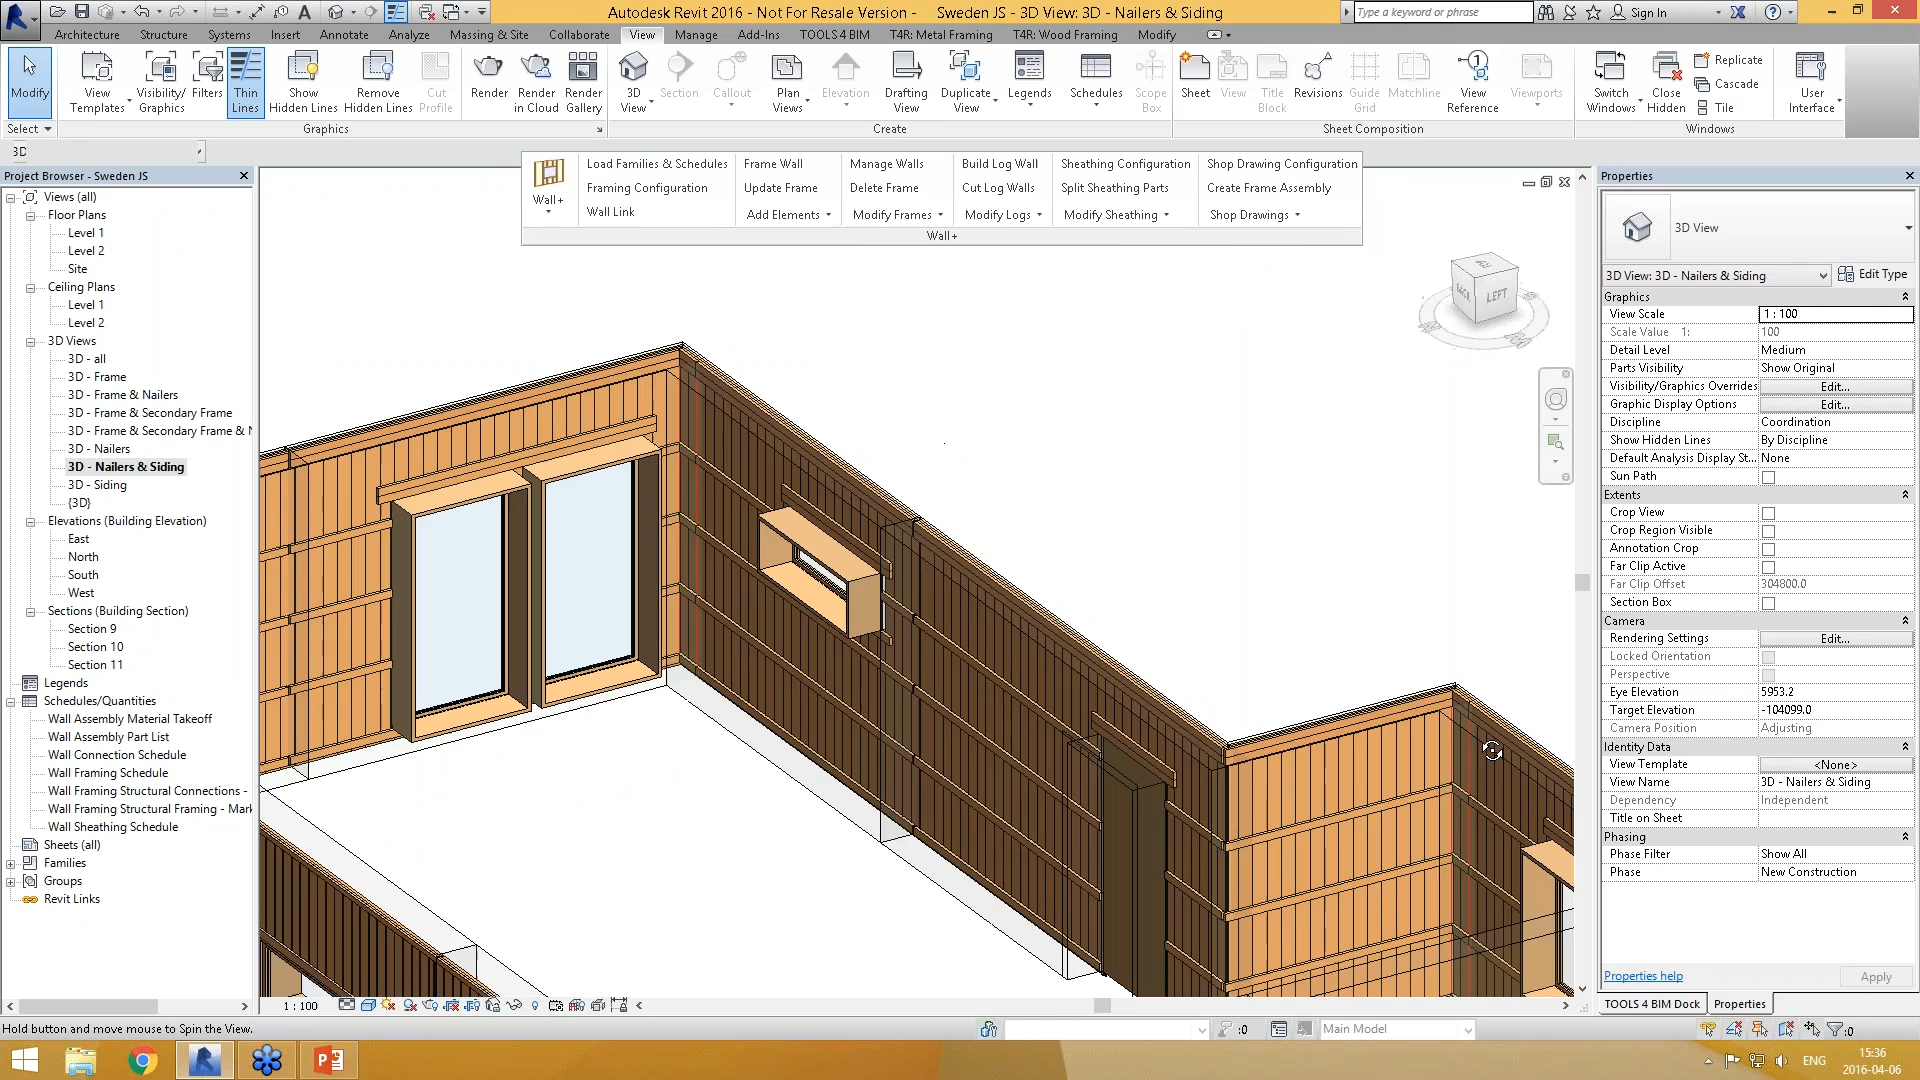 Autodesk Revit 2016 - Not For Resale Version -    Sweden JS - 3D View: 3D - Nailers & Siding
Type a keyword or phrase
Sign In
Architecture
Structure
Systems
Insert
Annotate
Analyze
Massing & Site
Collaborate
View
Manage
Add-Ins
TOOLS 4 BIM
T4R: Metal Framing
T4R: Wood Framing
Modify
Modify
View Templates
Visibility/ Graphics
Filters
Thin Lines
Show Hidden Lines
Remove Hidden Lines
Cut Profile
Render
Render in Cloud
Render Gallery
3D View
Section
Callout
Plan Views
Elevation
Drafting View
Duplicate View
Legends
Schedules
Scope Box
Sheet
View
Title Block
Revisions
Guide Grid
Matchline
View Reference
Viewports
Switch Windows
Close Hidden
Replicate
Cascade
Tile
User Interface
Select
Graphics
Create
Sheet Composition
Windows
3D
Project Browser - Sweden JS
Views (all)
Floor Plans
Level 1
Level 2
Site
Ceiling Plans
Level 1
Level 2
3D Views
3D - all
3D - Frame
3D - Frame & Nailers
3D - Frame & Secondary Frame
3D - Frame & Secondary Frame & N
3D - Nailers
3D - Nailers & Siding
3D - Siding
{3D}
Elevations (Building Elevation)
East
North
South
West
Sections (Building Section)
Section 9
Section 10
Section 11
Legends
Schedules/Quantities
Wall Assembly Material Takeoff
Wall Assembly Part List
Wall Connection Schedule
Wall Framing Schedule
Wall Framing Structural Connections -
Wall Framing Structural Framing - Mark
Wall Sheathing Schedule
Sheets (all)
Families
Groups
Revit Links
Wall+
Load Families & Schedules
Framing Configuration
Wall Link
Frame Wall
Update Frame
Add Elements
Manage Walls
Delete Frame
Modify Frames
Build Log Wall
Cut Log Walls
Modify Logs
Sheathing Configuration
Split Sheathing Parts
Modify Sheathing
Shop Drawing Configuration
Create Frame Assembly
Shop Drawings
Wall+
BACK
LEFT
Properties
3D View
3D View: 3D - Nailers & Siding
Edit Type
Graphics
View Scale 1 : 100
Scale Value 1: 100
Detail Level Medium
Parts Visibility Show Original
Visibility/Graphics Overrides Edit...
Graphic Display Options Edit...
Discipline Coordination
Show Hidden Lines By Discipline
Default Analysis Display St... None
Sun Path
Extents
Crop View
Crop Region Visible
Annotation Crop
Far Clip Active
Far Clip Offset 304800.0
Section Box
Camera
Rendering Settings Edit...
Locked Orientation
Perspective
Eye Elevation 5953.2
Target Elevation -104099.0
Camera Position Adjusting
Identity Data
View Template <None>
View Name 3D - Nailers & Siding
Dependency Independent
Title on Sheet
Phasing
Phase Filter Show All
Phase New Construction
Properties help
Apply
TOOLS 4 BIM Dock
Properties
1 : 100
Hold button and move mouse to Spin the View.
:0
Main Model
:0
ENG
15:36
2016-04-06